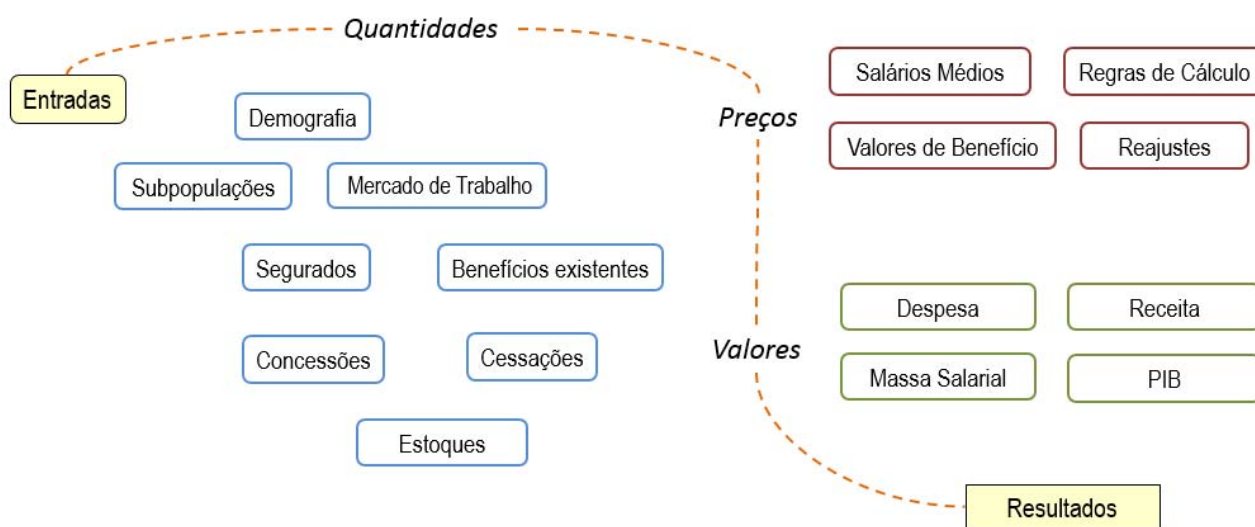 Quantidades
Entradas
Demografia
Subpopulações
Mercado de Trabalho
Segurados
Benefícios existentes
Concessões
Cessações
Estoques
Preços
Salários Médios
Regras de Cálculo
Valores de Benefício
Reajustes
Valores
Despesa
Receita
Massa Salarial
PIB
Resultados